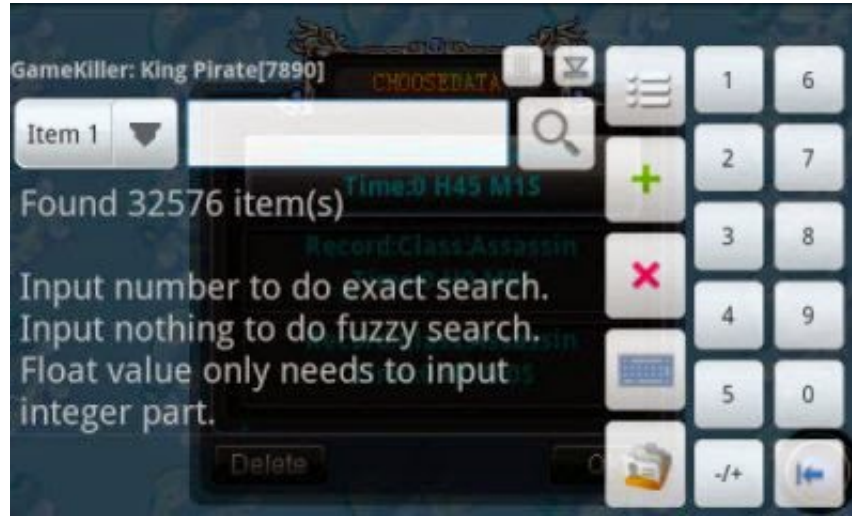 GameKiller: King Pirate[7890]
CHOOSEDATA
Item 1
Time:0 H45 M1S
Found 32576 item(s)
Record:Class:Assassin
Input number to do exact search.
Input nothing to do fuzzy search.
Float value only needs to input
integer part.
Delete
1 6
2 7
3 8
4 9
5 0
-/+